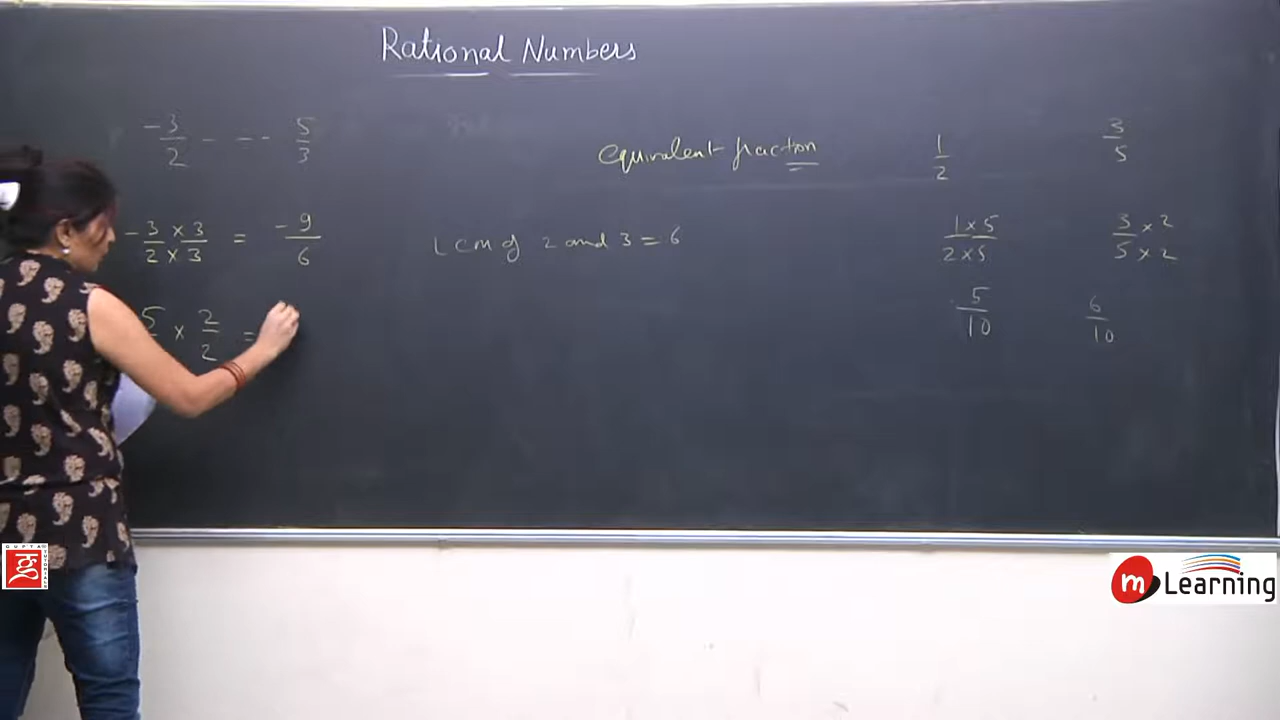 Rational Numbers
-3/2 - -- 5/3
equivalent fraction 1/2 3/5
-3/2 × 3/3 = -9/6
LCM of 2 and 3 = 6
1×5/2×5 3/5 ×2/×2
5 × 2/2 =
5/10 6/10
GUPTA TUTORIALS
m Learning